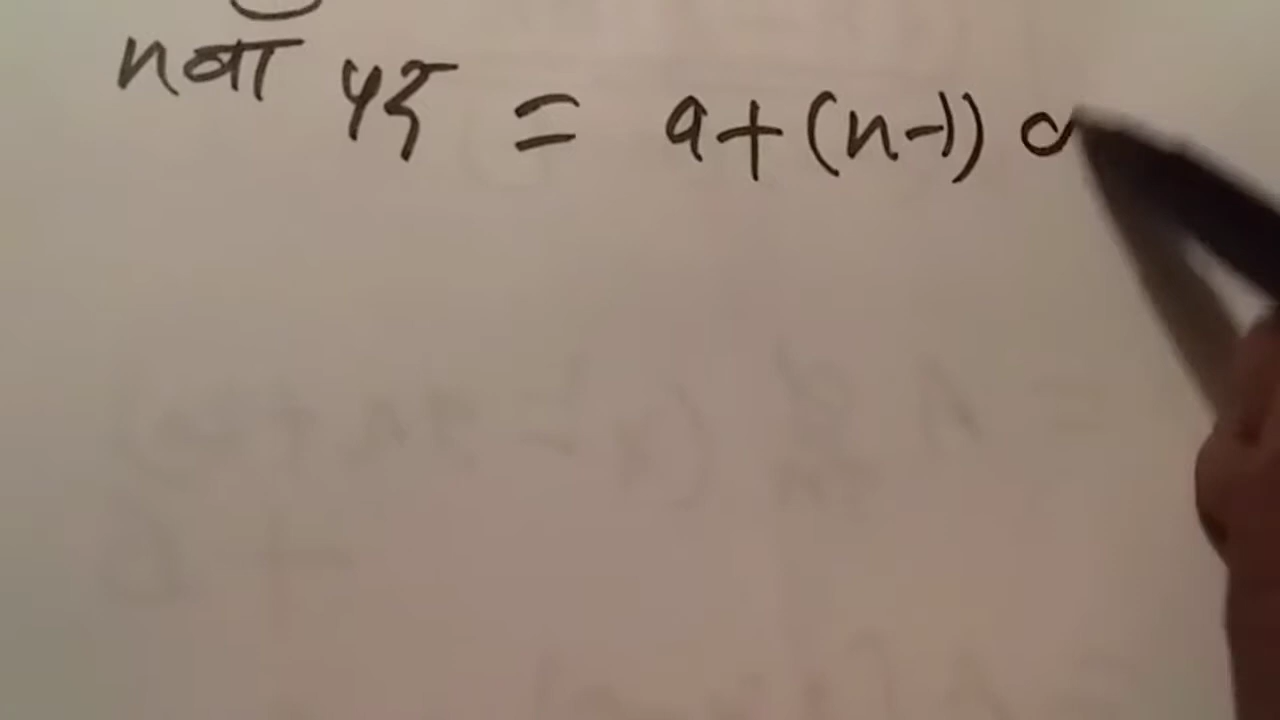 nवा पद = a+(n-1) d